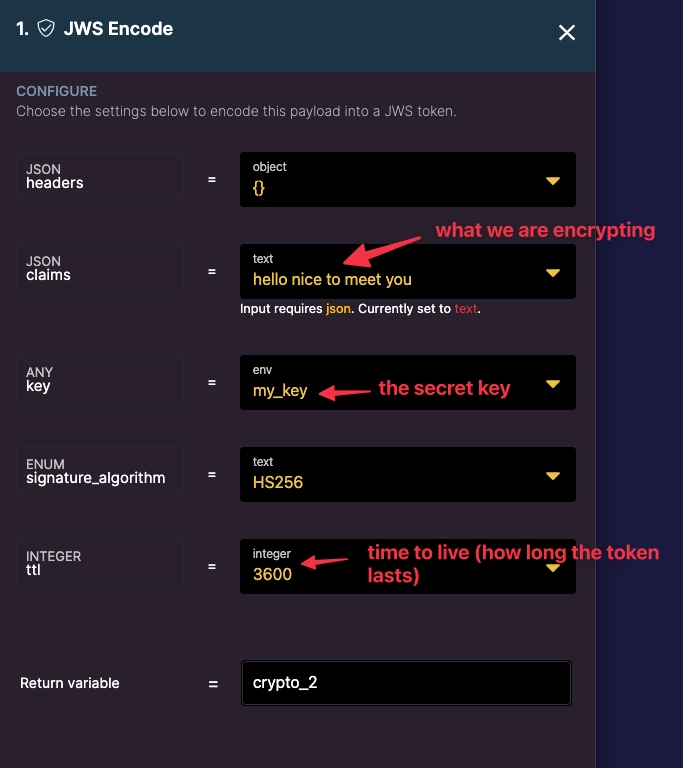 1. JWS Encode
CONFIGURE
Choose the settings below to encode this payload into a JWS token.
JSON
headers
=
object
{}
what we are encrypting
JSON
claims
=
text
hello nice to meet you
Input requires json. Currently set to text.
ANY
key
=
env
my_key
the secret key
ENUM
signature_algorithm
=
text
HS256
INTEGER
ttl
=
integer
3600
time to live (how long the token
lasts)
Return variable
=
crypto_2